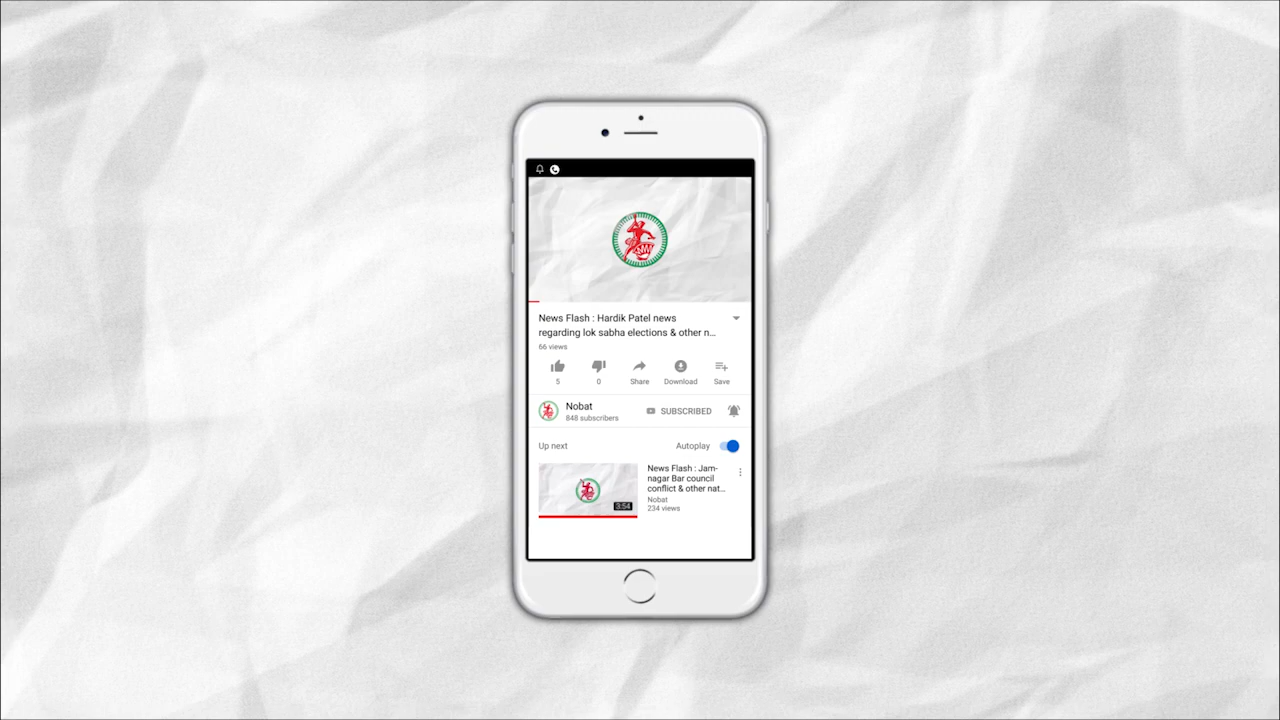 News Flash : Hardik Patel news
regarding lok sabha elections & other n...
66 views
5
0
Share
Download
Save
Nobat
848 subscribers
SUBSCRIBED
Up next
Autoplay
3:54
News Flash : Jam-
nagar Bar council
conflict & other nat...
Nobat
234 views